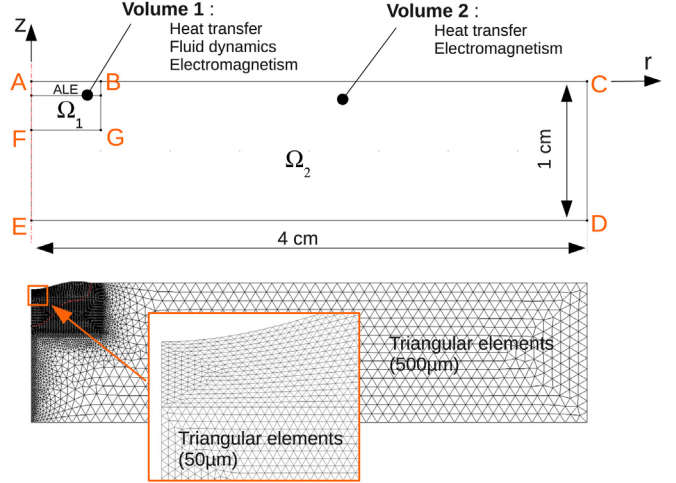 Volume 1 :
Heat transfer
Fluid dynamics
Electromagnetism
Volume 2 :
Heat transfer
Electromagnetism
z
r
A
ALE
B
C
Ω1
F
G
Ω2
1 cm
E
D
4 cm
Triangular elements
(500µm)
Triangular elements
(50µm)